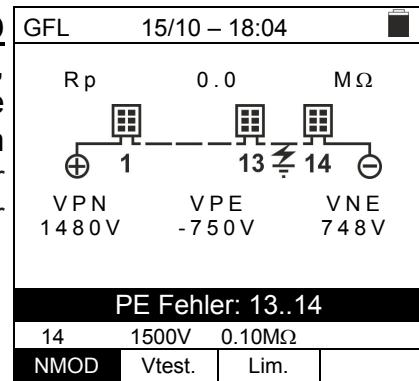 GFL 15/10 – 18:04
Rp 0.0 MΩ
1 13 14
VPN VPE VNE
1480V -750V 748V
PE Fehler: 13..14
14 1500V 0.10MΩ
NMOD Vtest. Lim.